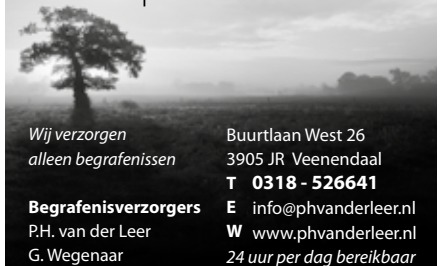 Wij verzorgen
alleen begrafenissen
Begrafenisverzorgers
P.H. van der Leer
G. Wegenaar
Buurtlaan West 26
3905 JR Veenendaal
T 0318 - 526641
E info@phvanderleer.nl
W www.phvanderleer.nl
24 uur per dag bereikbaar